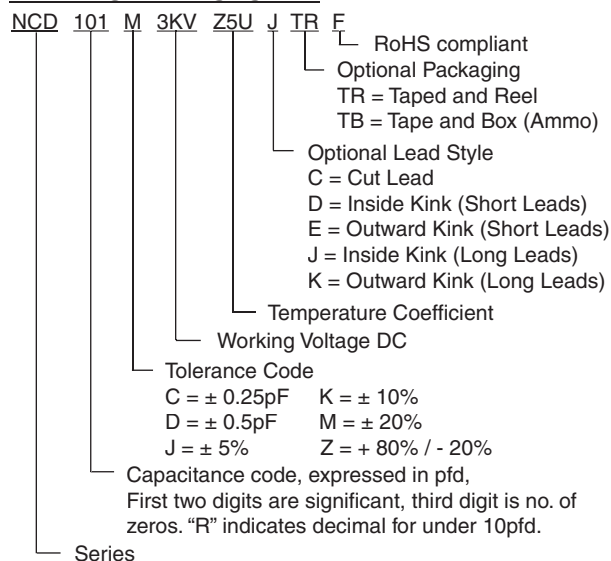 NCD 101 M 3KV Z5U J TR F
RoHS compliant
Optional Packaging
TR = Taped and Reel
TB = Tape and Box (Ammo)
Optional Lead Style
C = Cut Lead
D = Inside Kink (Short Leads)
E = Outward Kink (Short Leads)
J = Inside Kink (Long Leads)
K = Outward Kink (Long Leads)
Temperature Coefficient
Working Voltage DC
Tolerance Code
C = ± 0.25pF K = ± 10%
D = ± 0.5pF M = ± 20%
J = ± 5% Z = + 80% / - 20%
Capacitance code, expressed in pfd,
First two digits are significant, third digit is no. of
zeros. “R” indicates decimal for under 10pfd.
Series